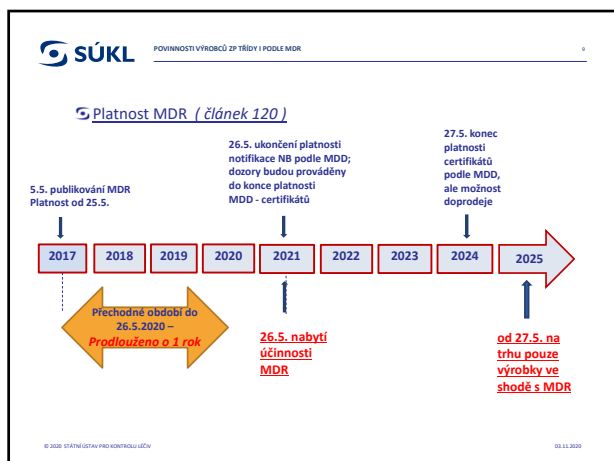 SÚKL
POVINNOSTI VÝROBCŮ ZP TŘÍDY I PODLE MDR
9
Platnost MDR ( článek 120 )
5.5. publikování MDR
Platnost od 25.5.
26.5. ukončení platnosti
notifikace NB podle MDD;
dozory budou prováděny
do konce platnosti
MDD - certifikátů
27.5. konec
platnosti
certifikátů
podle MDD,
ale možnost
doprodeje
2017
2018
2019
2020
2021
2022
2023
2024
2025
Přechodné období do
26.5.2020 –
Prodlouženo o 1 rok
26.5. nabytí
účinnosti
MDR
od 27.5. na
trhu pouze
výrobky ve
shodě s MDR
© 2020 STÁTNÍ ÚSTAV PRO KONTROLU LÉČIV
03.11.2020